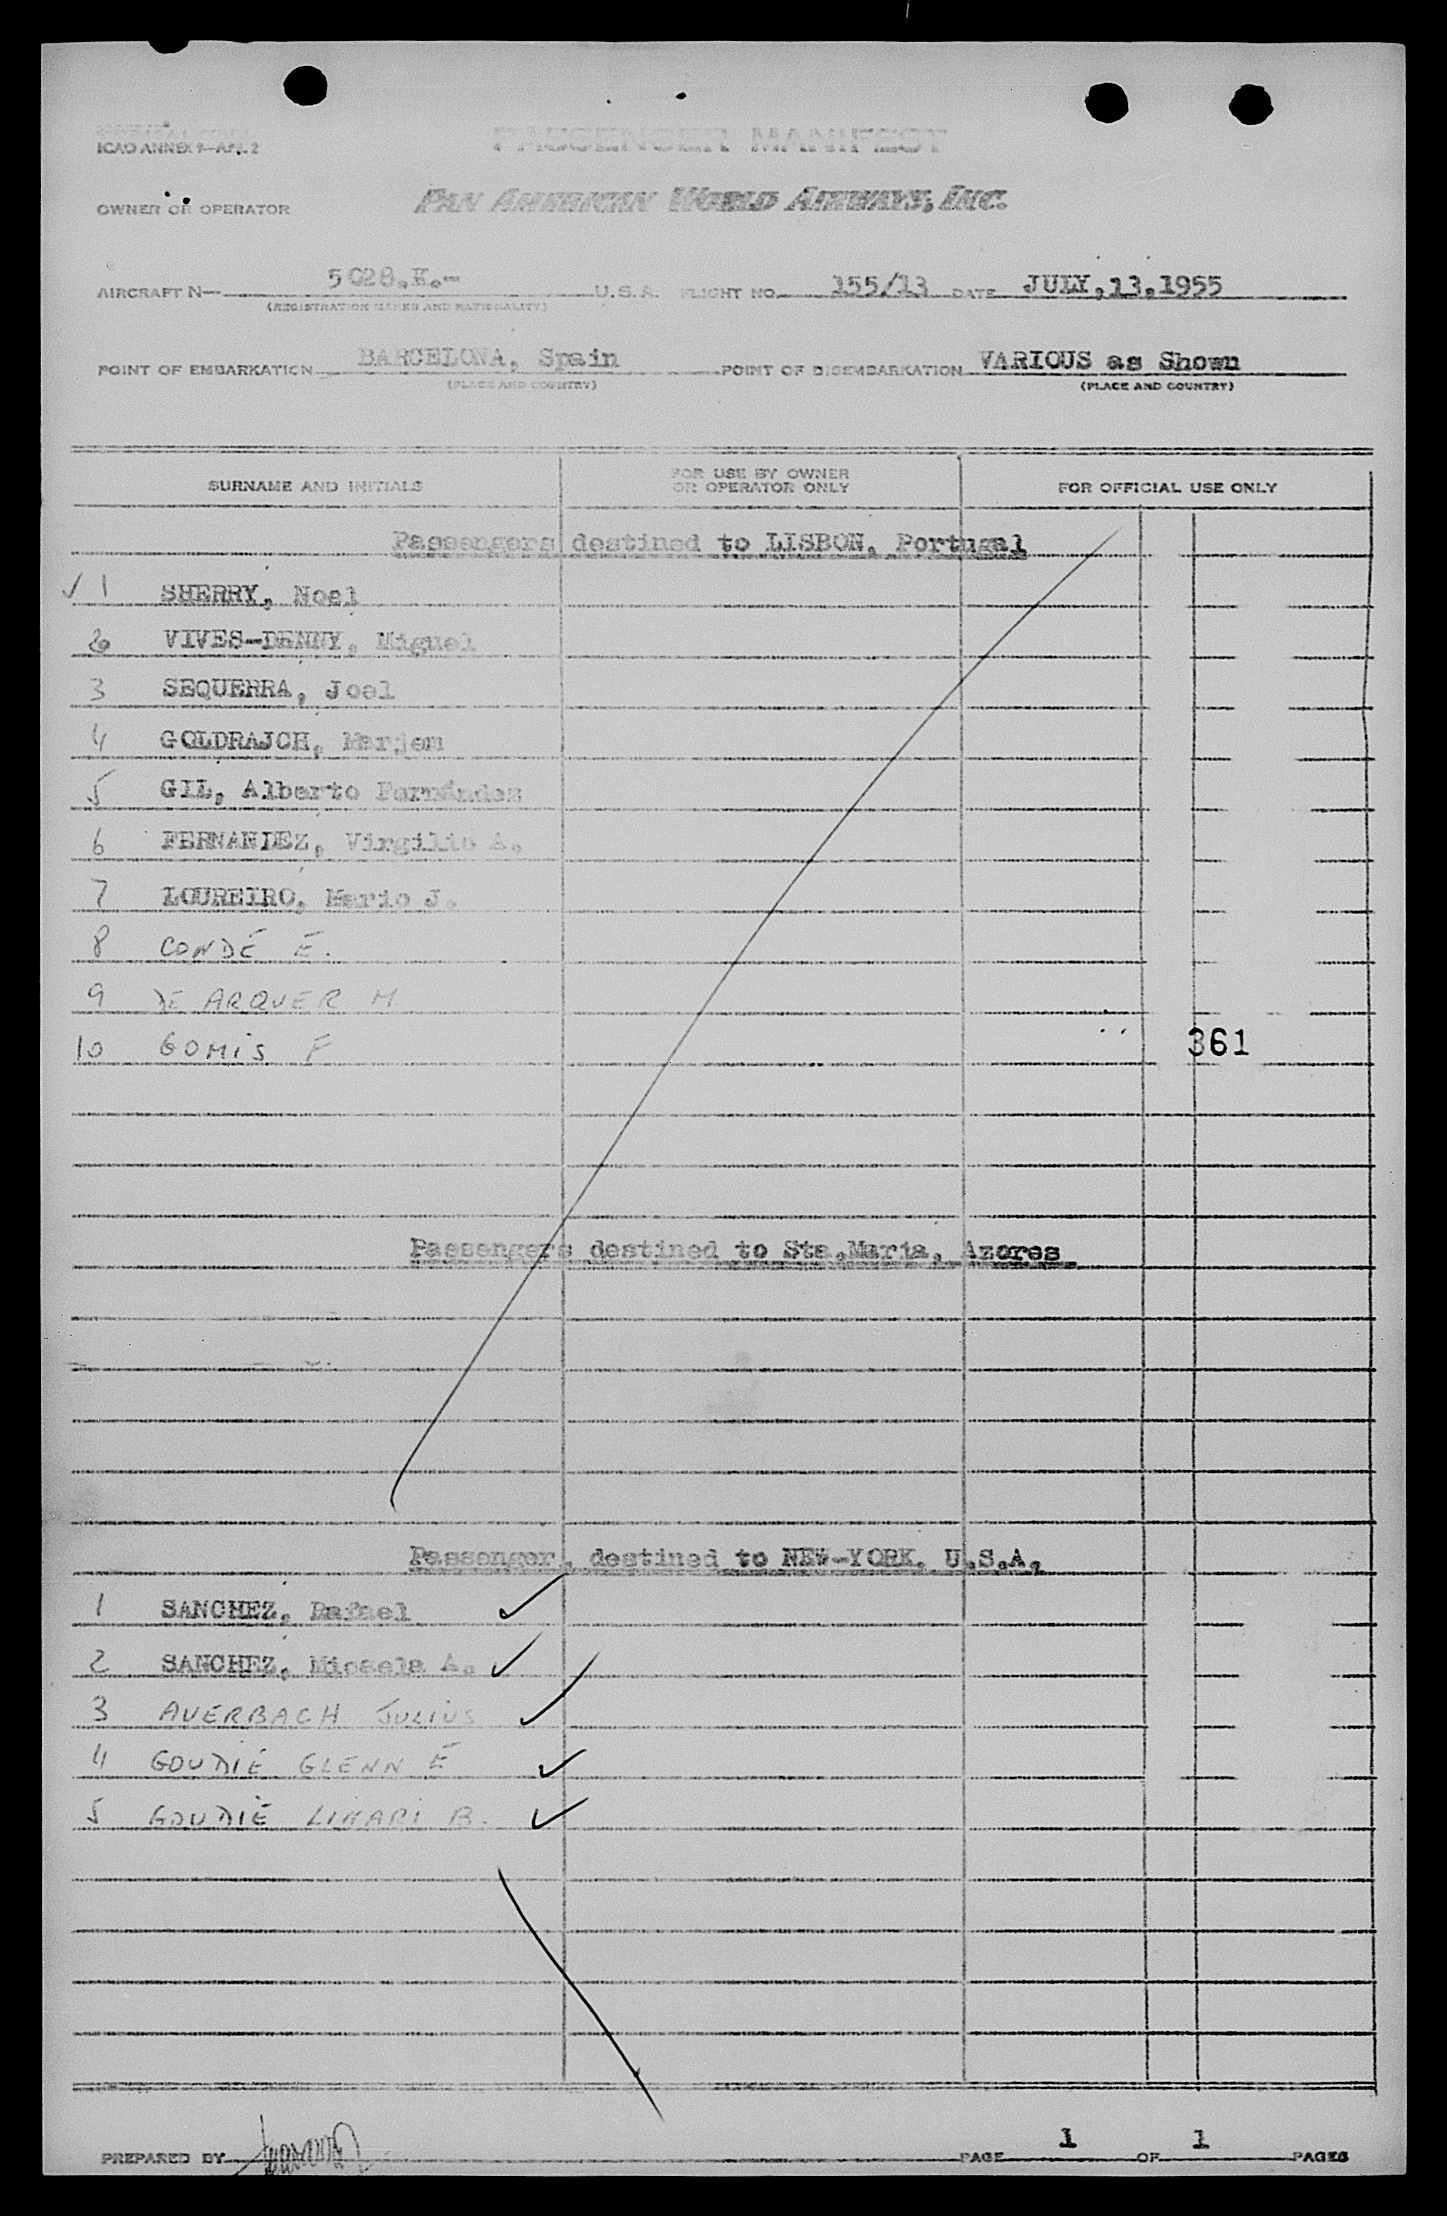 ICAO ANNEX 9—APP. 2
PASSENGER MANIFEST
OWNER OR OPERATOR PAN AMERICAN WORLD AIRWAYS, INC.
AIRCRAFT N— 5028.K.- U.S.A. FLIGHT NO. 155/13 DATE JULY,13,1955
(REGISTRATION MARKS AND NATIONALITY)
POINT OF EMBARKATION BARCELONA, Spain POINT OF DISEMBARKATION VARIOUS as Shown
(PLACE AND COUNTRY) (PLACE AND COUNTRY)
SURNAME AND INITIALS FOR USE BY OWNER OR OPERATOR ONLY FOR OFFICIAL USE ONLY
Passengers destined to LISBON, Portugal
✓ 1 SHERRY, Noel
2 VIVES-DENNY, Miguel
3 SEQUERRA, Joel
4 GOLDRAJCH, Marjem
5 GIL, Alberto Fernández
6 FERNANDEZ, Virgilio A.
7 LOUREIRO, Mario J.
8 CONDE E.
9 DE ARQUER M
10 GOMIS F
361
Passengers destined to Sta.Maria, Azores
Passenger. destined to NEW-YORK, U.S.A,
1 SANCHEZ, Rafael ✓
2 SANCHEZ, Micaela A. ✓
3 AVERBACH JULIUS ✓
4 GOUDIE GLENN E ✓
5 GOUDIE LINARI B. ✓
PREPARED BY PAGE 1 OF 1 PAGES